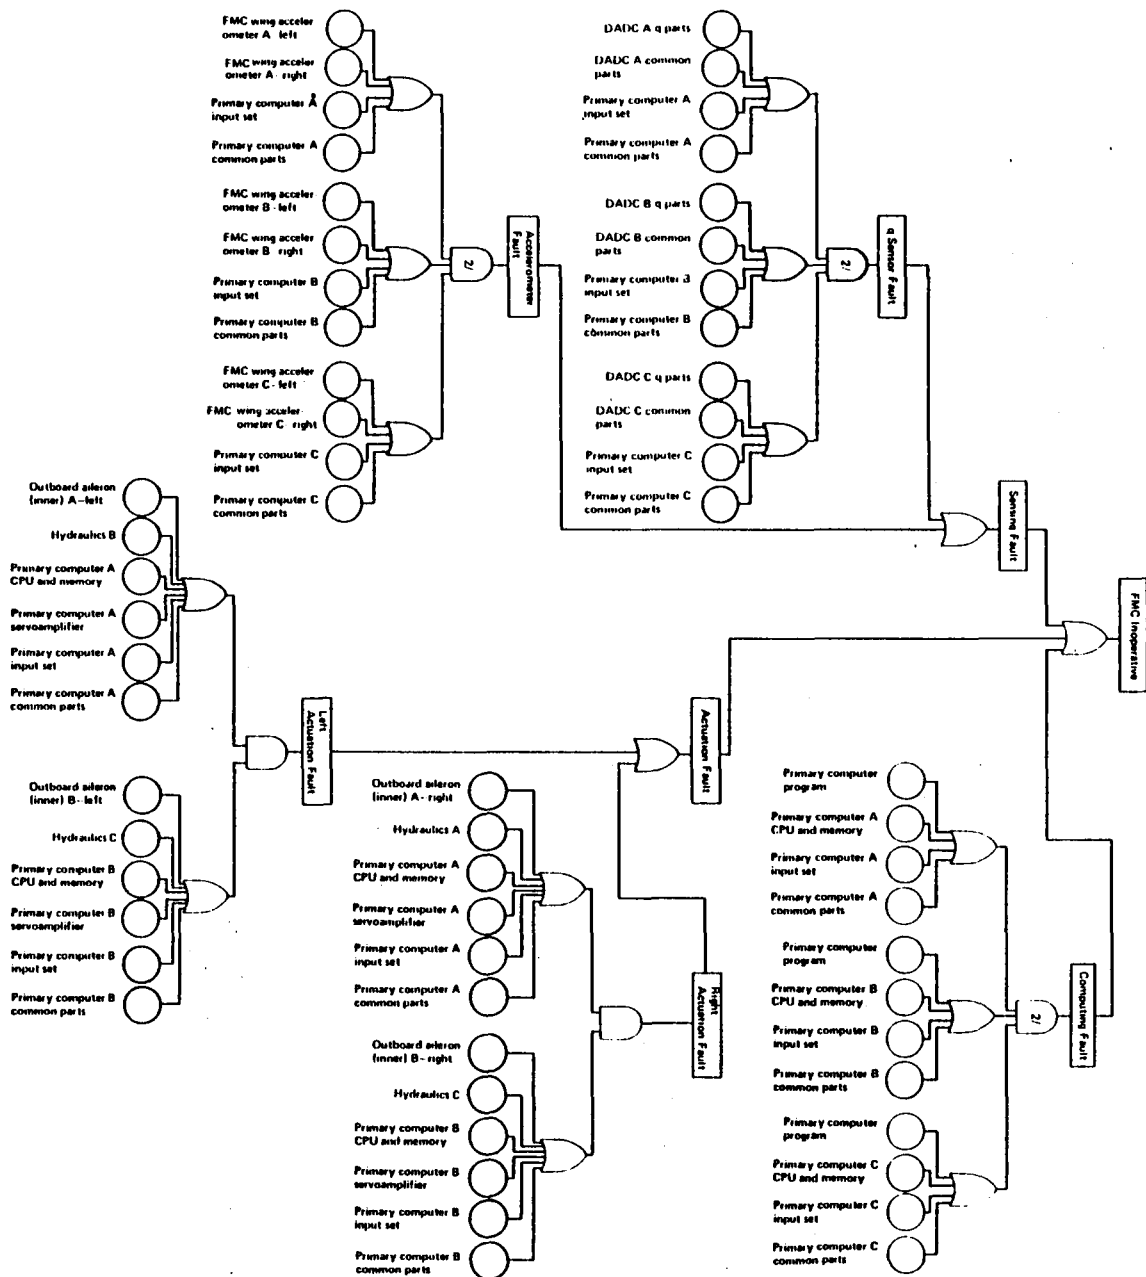 FMC wing acceler
ometer A - left
FMC wing acceler
ometer A - right
Primary computer A
input set
Primary computer A
common parts
FMC wing acceler
ometer B - left
FMC wing acceler
ometer B - right
Primary computer B
input set
Primary computer B
common parts
FMC wing acceler
ometer C - left
FMC wing acceler
ometer C - right
Primary computer C
input set
Primary computer C
common parts
2/
Accelerometer
Fault
DADC A q parts
DADC A common
parts
Primary computer A
input set
Primary computer A
common parts
DADC B q parts
DADC B common
parts
Primary computer B
input set
Primary computer B
common parts
DADC C q parts
DADC C common
parts
Primary computer C
input set
Primary computer C
common parts
2/
q Sensor Fault
Sensing Fault
FMC Inoperative
Outboard aileron
(inner) A - left
Hydraulics B
Primary computer A
CPU and memory
Primary computer A
servoamplifier
Primary computer A
input set
Primary computer A
common parts
Outboard aileron
(inner) B - left
Hydraulics C
Primary computer B
CPU and memory
Primary computer B
servoamplifier
Primary computer B
input set
Primary computer B
common parts
Left
Actuation Fault
Actuation Fault
Outboard aileron
(inner) A - right
Hydraulics A
Primary computer A
CPU and memory
Primary computer A
servoamplifier
Primary computer A
input set
Primary computer A
common parts
Outboard aileron
(inner) B - right
Hydraulics C
Primary computer B
CPU and memory
Primary computer B
servoamplifier
Primary computer B
input set
Primary computer B
common parts
Right
Actuation Fault
Primary computer
program
Primary computer A
CPU and memory
Primary computer A
input set
Primary computer A
common parts
Primary computer
program
Primary computer B
CPU and memory
Primary computer B
input set
Primary computer B
common parts
Primary computer
program
Primary computer C
CPU and memory
Primary computer C
input set
Primary computer C
common parts
2/
Computing Fault